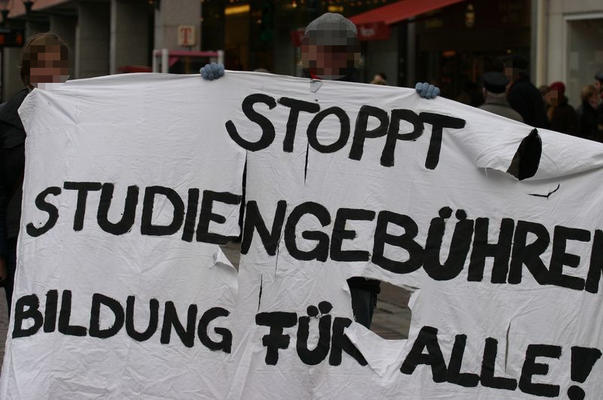 STOPPT
STUDIENGEBÜHREN
BILDUNG FÜR ALLE!